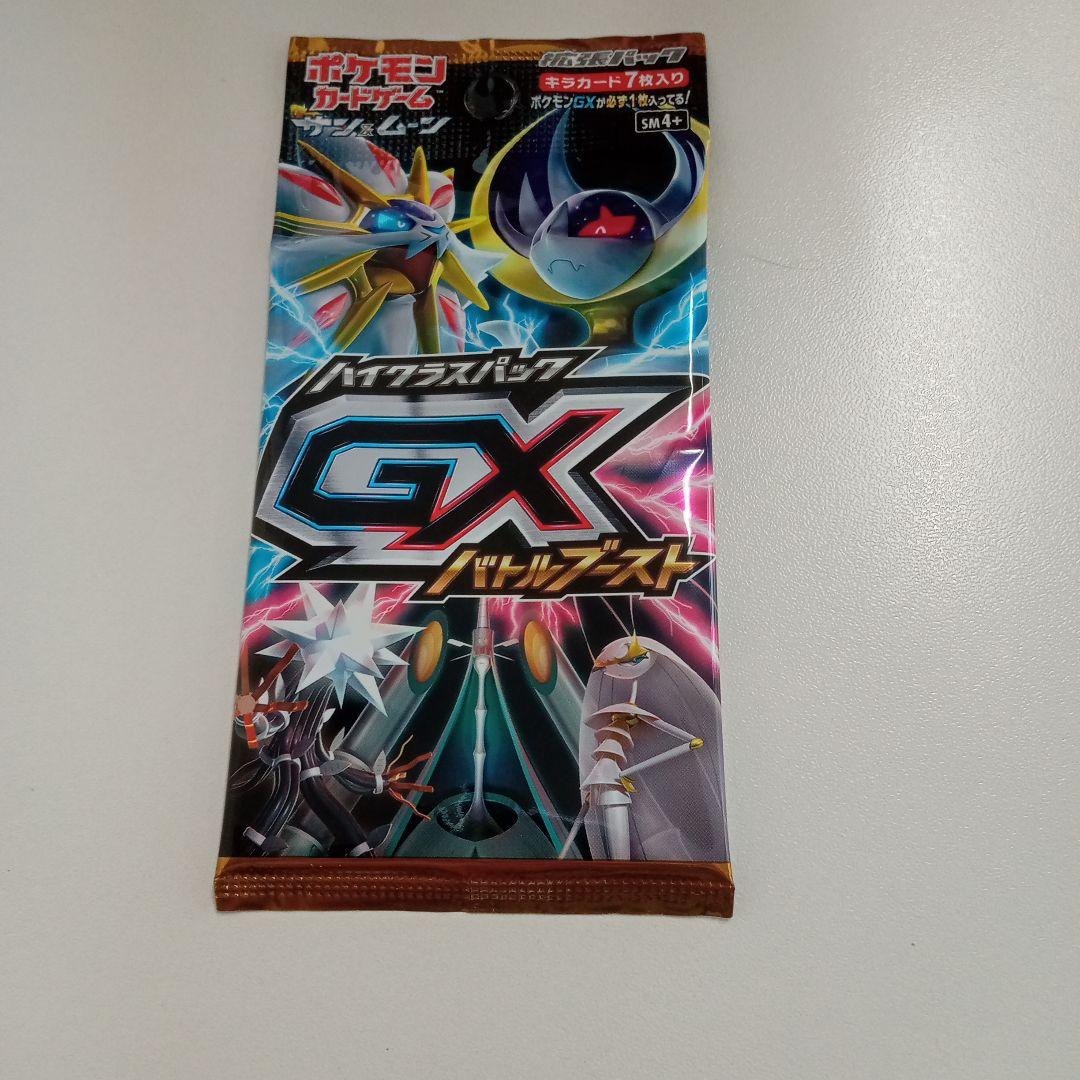 ポケモン
カードゲーム™
サン&ムーン
拡張パック
キラカード7枚入り
ポケモンGXが必ず1枚入ってる!
SM4+
ハイクラスパック
GX
バトルブースト